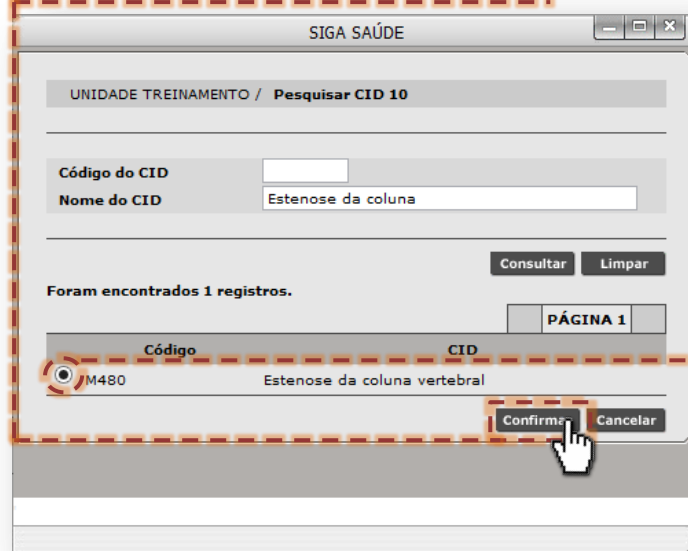 SIGA SAÚDE
UNIDADE TREINAMENTO / Pesquisar CID 10
Código do CID
Nome do CID Estenose da coluna
Consultar Limpar
Foram encontrados 1 registros.
PÁGINA 1
Código CID
M480 Estenose da coluna vertebral
Confirmar Cancelar